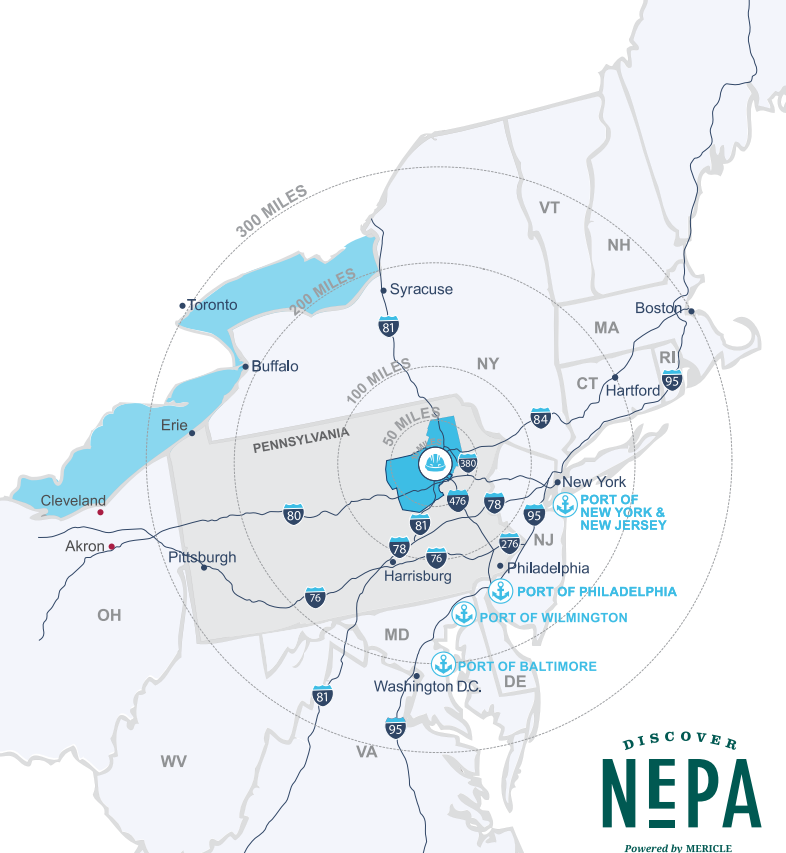 300 MILES
VT
NH
200 MILES
Toronto
Syracuse
Boston
81
MA
NY
RI
Buffalo
100 MILES
CT
95
Hartford
50 MILES
84
Erie
PENNSYLVANIA
380
Cleveland
New York
476
78
PORT OF
NEW YORK &
NEW JERSEY
80
81
95
Akron
78
276
NJ
Pittsburgh
76
Harrisburg
Philadelphia
76
PORT OF PHILADELPHIA
OH
PORT OF WILMINGTON
MD
PORT OF BALTIMORE
Washington D.C.
DE
81
95
VA
WV
DISCOVER
NEPA
Powered by MERICLE